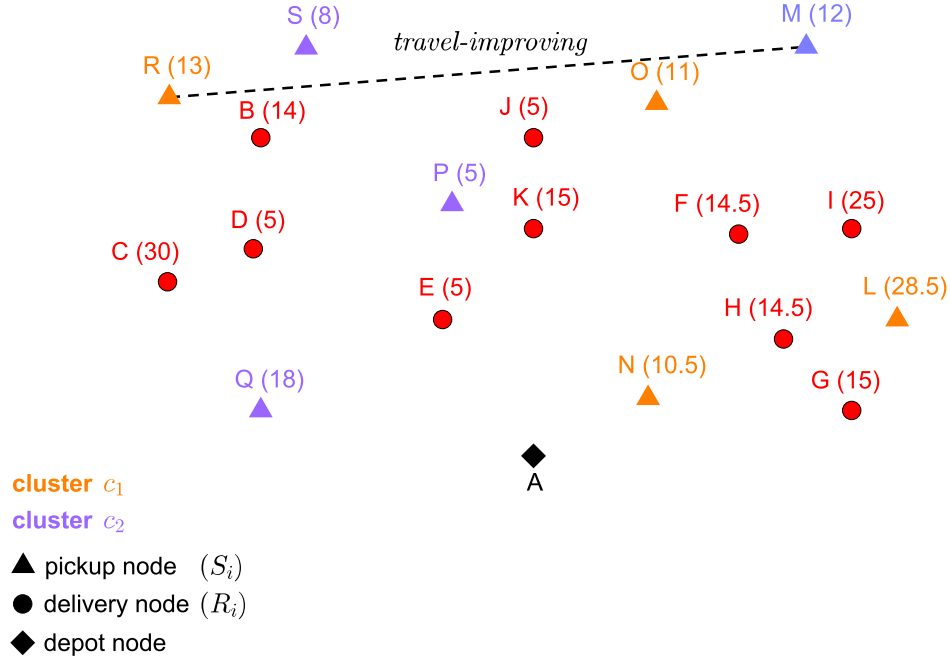 S (8)
M (12)
travel-improving
R (13)
O (11)
B (14)
J (5)
P (5)
K (15)
F (14.5)
I (25)
D (5)
C (30)
E (5)
L (28.5)
H (14.5)
N (10.5)
Q (18)
G (15)
A
cluster c₁
cluster c₂
pickup node (Sᵢ)
delivery node (Rᵢ)
depot node